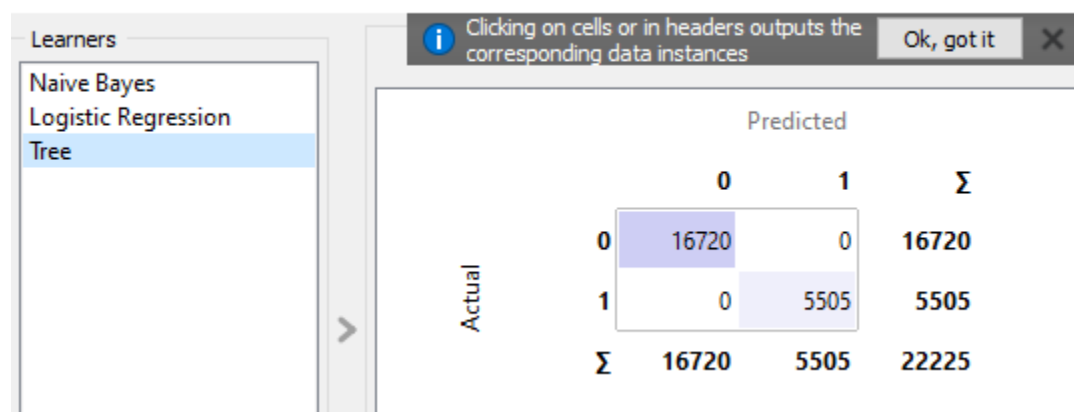 Learners
Naive Bayes
Logistic Regression
Tree
Clicking on cells or in headers outputs the
corresponding data instances
Ok, got it
Predicted
0 1 Σ
Actual
0 16720 0 16720
1 0 5505 5505
Σ 16720 5505 22225